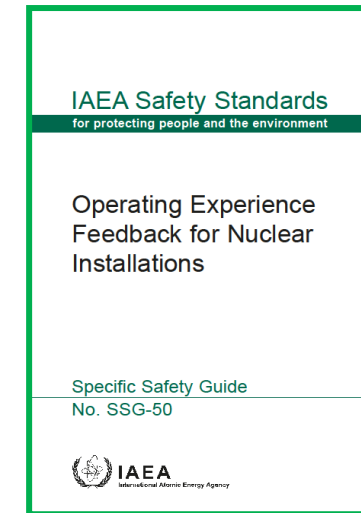 IAEA Safety Standards
for protecting people and the environment
Operating Experience
Feedback for Nuclear
Installations
Specific Safety Guide
No. SSG-50
IAEA
International Atomic Energy Agency